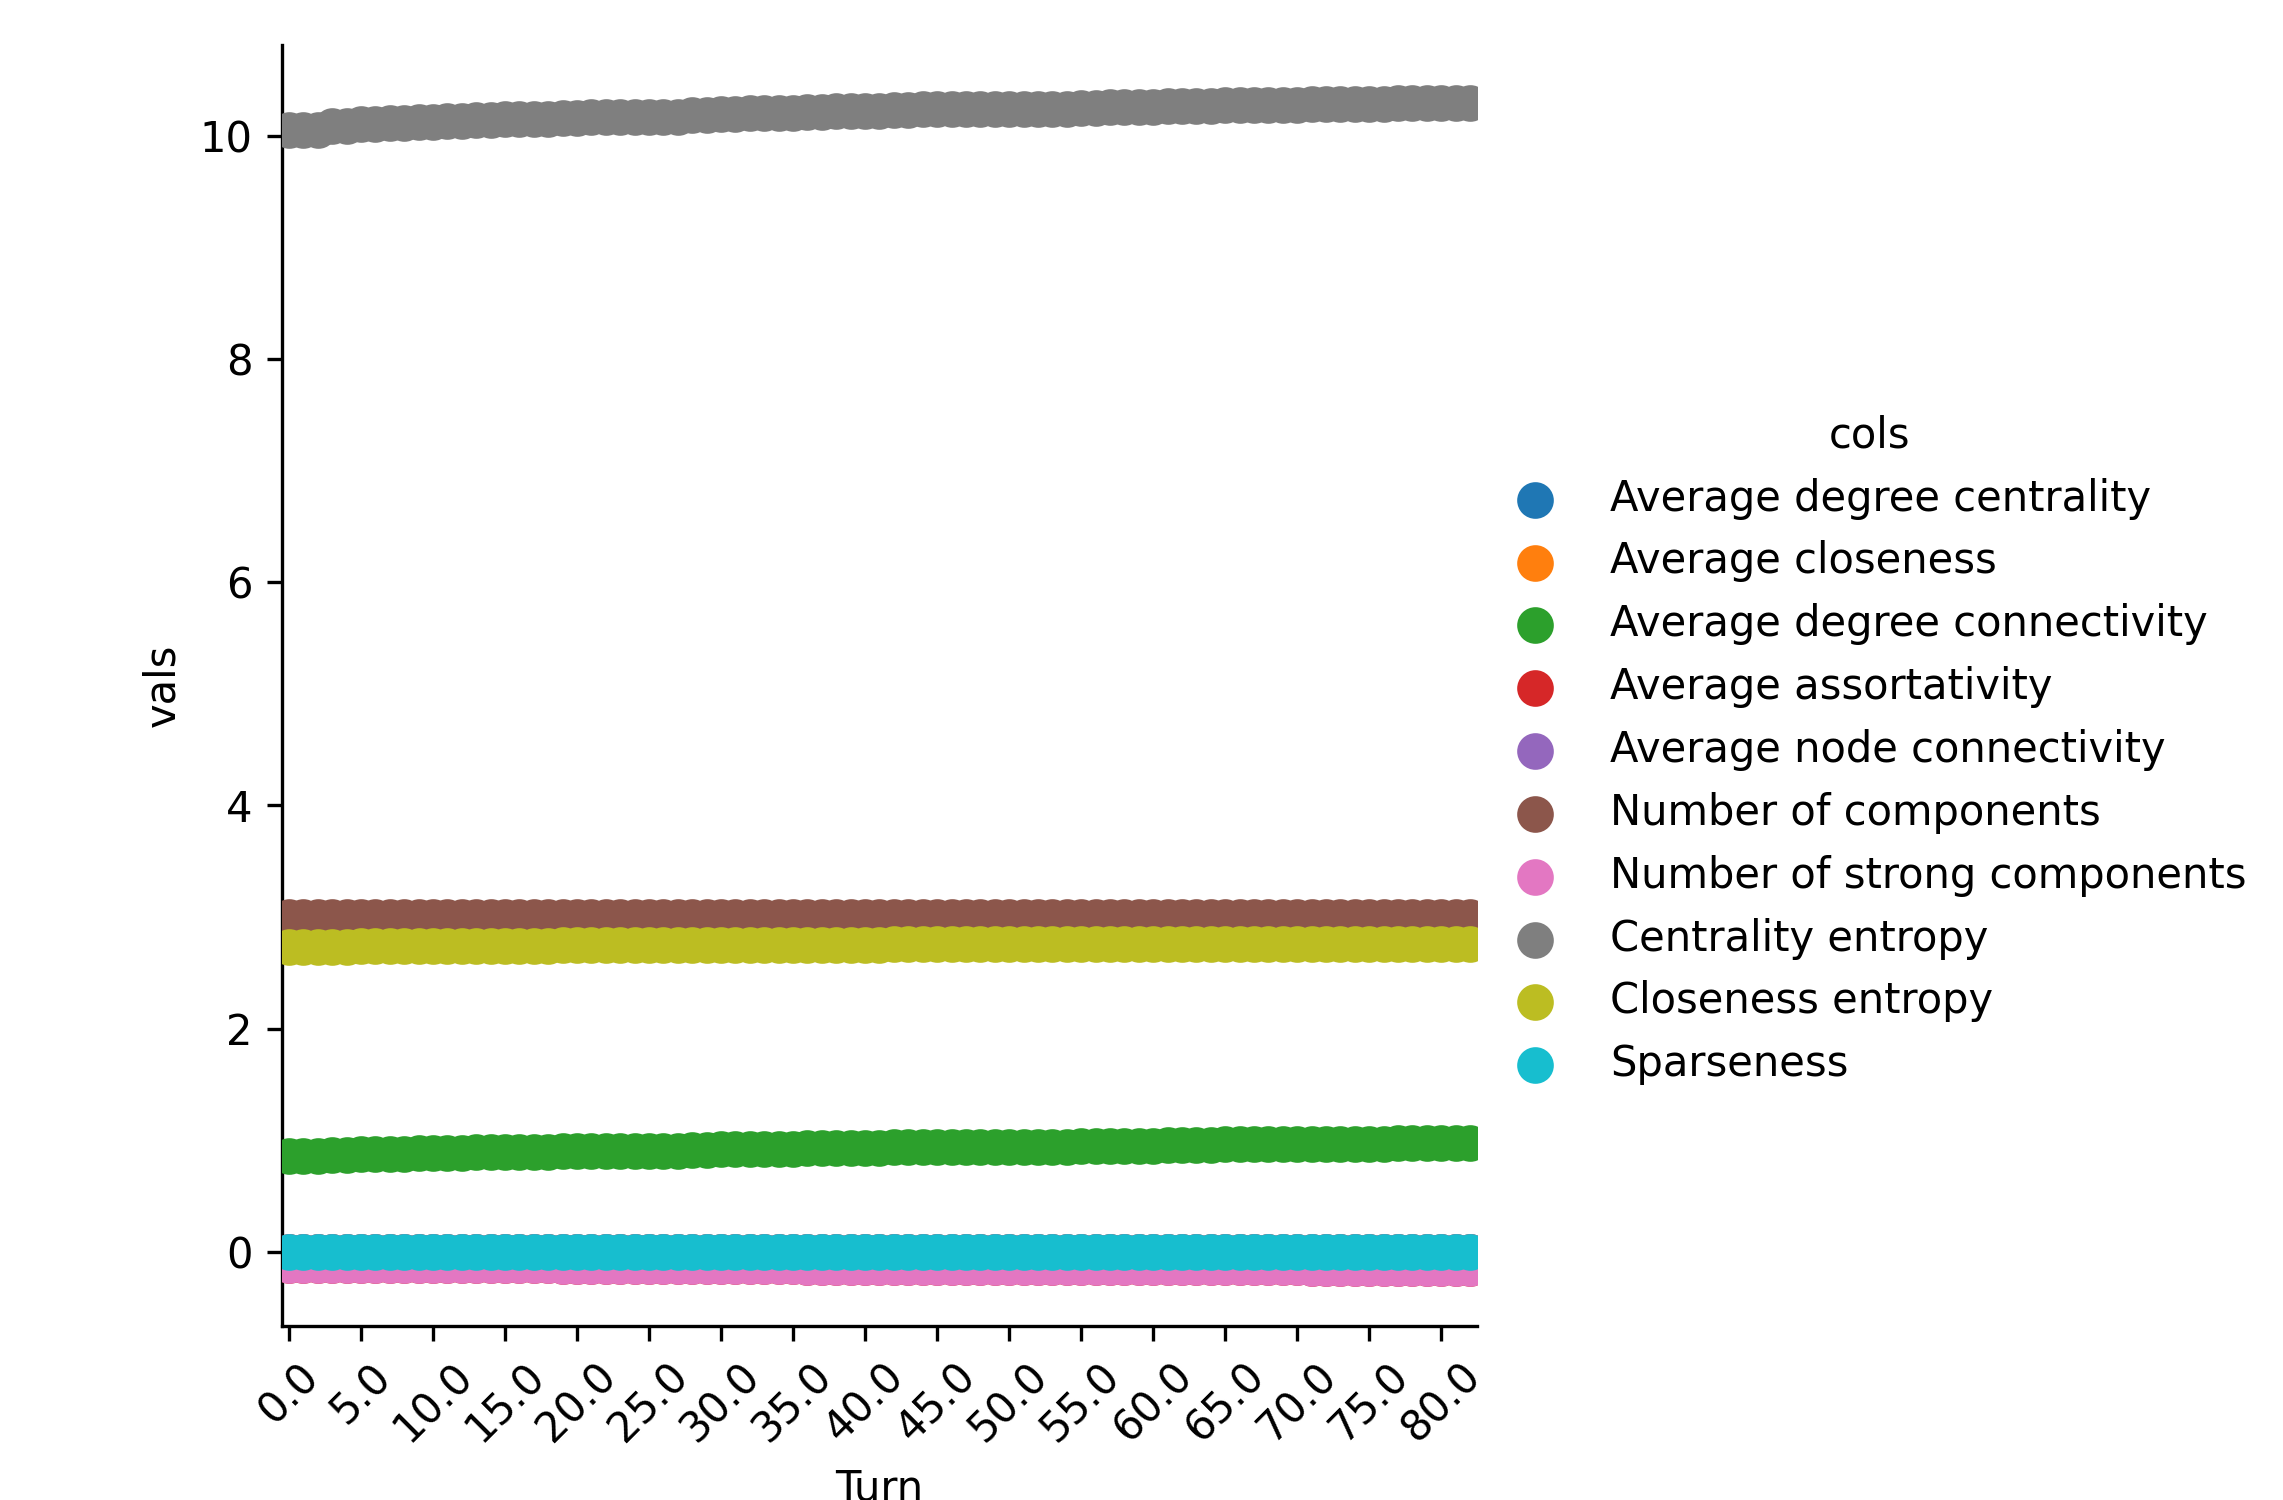 10
8
6
4
2
0
vals
0.0
5.0
10.0
15.0
20.0
25.0
30.0
35.0
40.0
45.0
50.0
55.0
60.0
65.0
70.0
75.0
80.0
Turn
cols
Average degree centrality
Average closeness
Average degree connectivity
Average assortativity
Average node connectivity
Number of components
Number of strong components
Centrality entropy
Closeness entropy
Sparseness